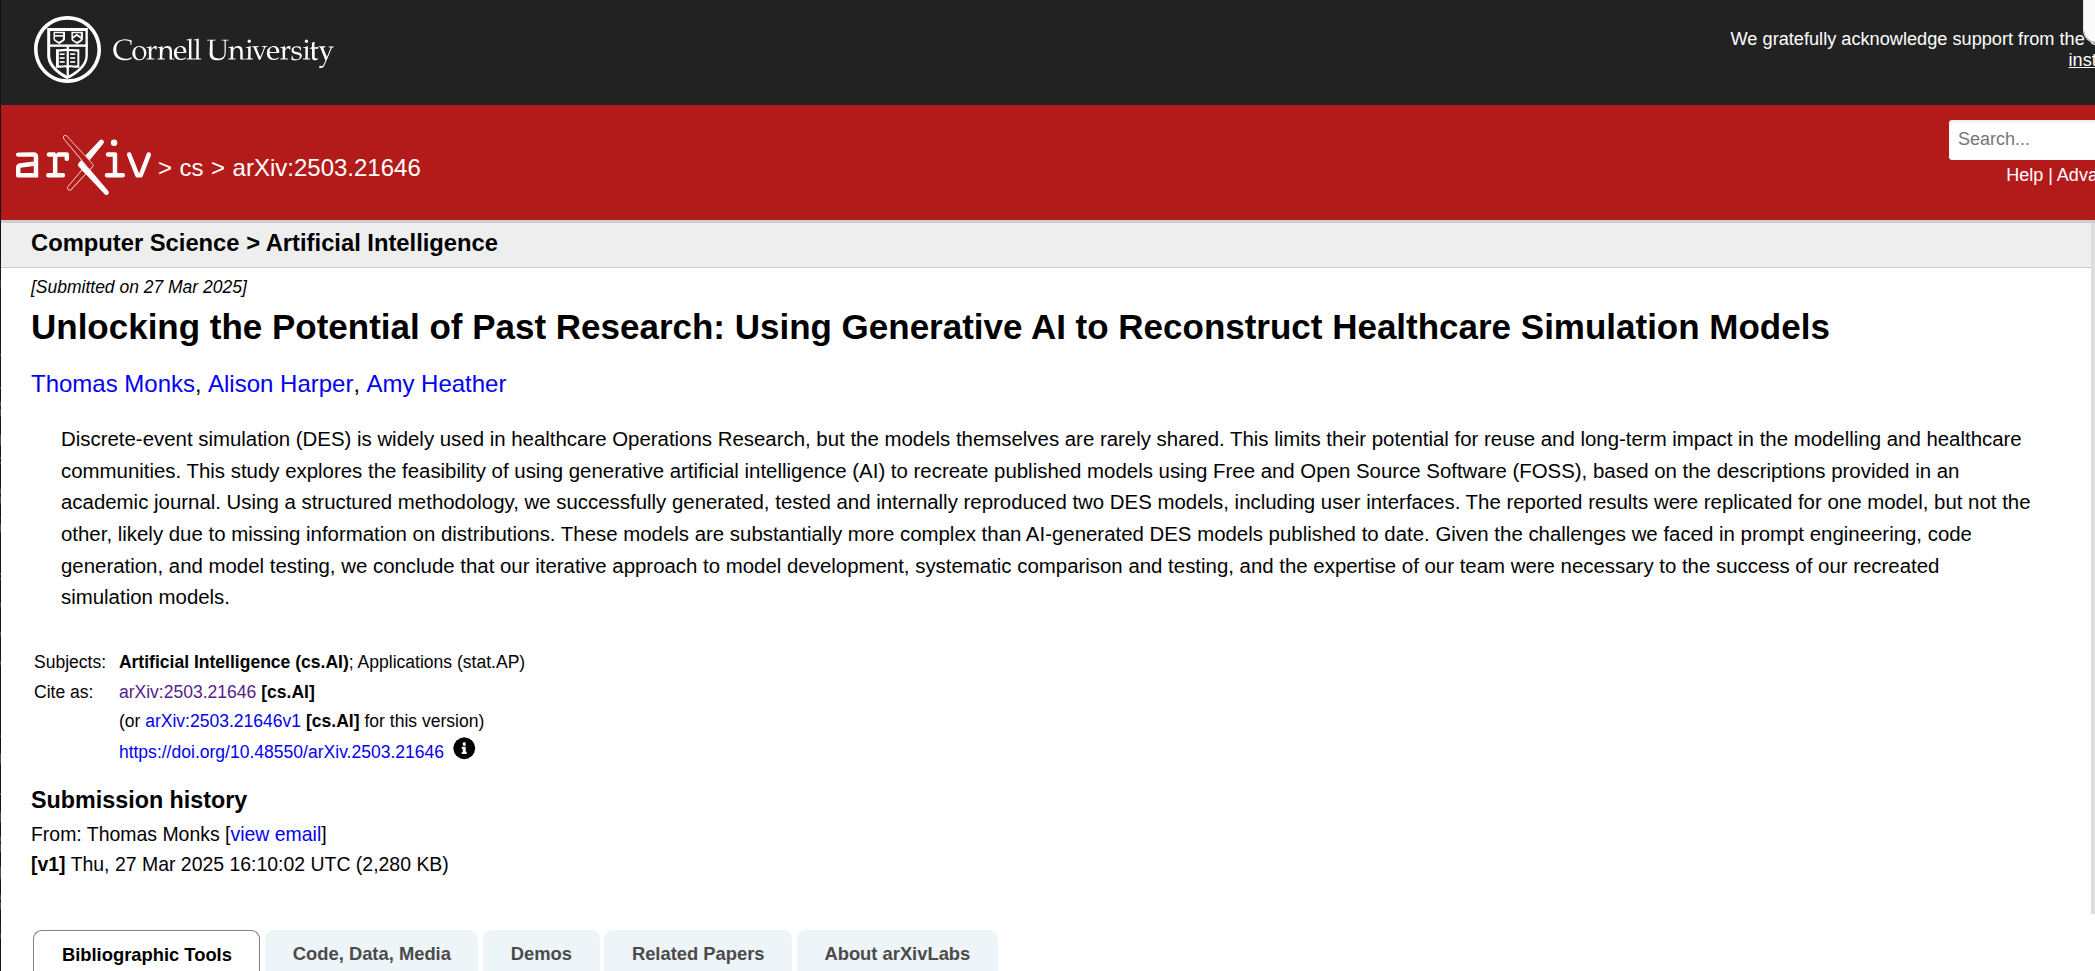 Cornell University
We gratefully acknowledge support from the
inst
arXiv > cs > arXiv:2503.21646
Search...
Help | Adva
Computer Science > Artificial Intelligence
[Submitted on 27 Mar 2025]
Unlocking the Potential of Past Research: Using Generative AI to Reconstruct Healthcare Simulation Models
Thomas Monks, Alison Harper, Amy Heather
Discrete-event simulation (DES) is widely used in healthcare Operations Research, but the models themselves are rarely shared. This limits their potential for reuse and long-term impact in the modelling and healthcare
communities. This study explores the feasibility of using generative artificial intelligence (AI) to recreate published models using Free and Open Source Software (FOSS), based on the descriptions provided in an
academic journal. Using a structured methodology, we successfully generated, tested and internally reproduced two DES models, including user interfaces. The reported results were replicated for one model, but not the
other, likely due to missing information on distributions. These models are substantially more complex than AI-generated DES models published to date. Given the challenges we faced in prompt engineering, code
generation, and model testing, we conclude that our iterative approach to model development, systematic comparison and testing, and the expertise of our team were necessary to the success of our recreated
simulation models.
Subjects: Artificial Intelligence (cs.AI); Applications (stat.AP)
Cite as: arXiv:2503.21646 [cs.AI]
(or arXiv:2503.21646v1 [cs.AI] for this version)
https://doi.org/10.48550/arXiv.2503.21646
Submission history
From: Thomas Monks [view email]
[v1] Thu, 27 Mar 2025 16:10:02 UTC (2,280 KB)
Bibliographic Tools Code, Data, Media Demos Related Papers About arXivLabs